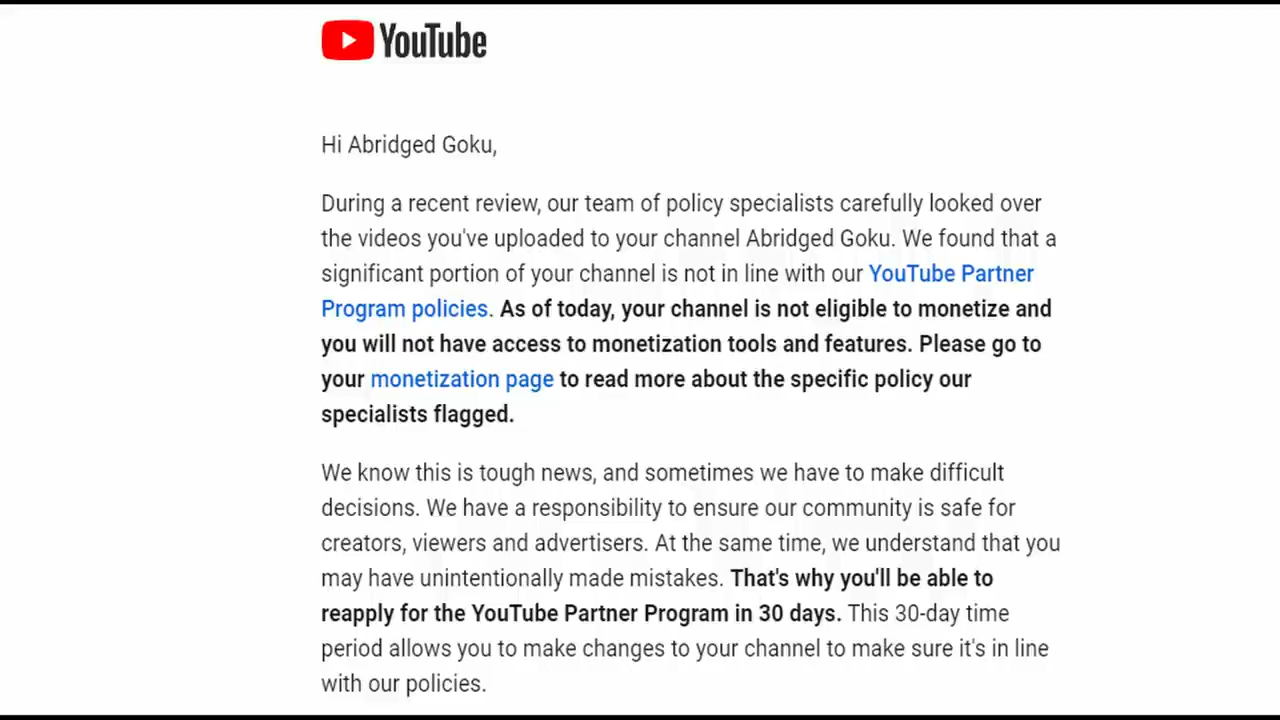 YouTube
Hi Abridged Goku,
During a recent review, our team of policy specialists carefully looked over
the videos you've uploaded to your channel Abridged Goku. We found that a
significant portion of your channel is not in line with our YouTube Partner
Program policies. As of today, your channel is not eligible to monetize and
you will not have access to monetization tools and features. Please go to
your monetization page to read more about the specific policy our
specialists flagged.
We know this is tough news, and sometimes we have to make difficult
decisions. We have a responsibility to ensure our community is safe for
creators, viewers and advertisers. At the same time, we understand that you
may have unintentionally made mistakes. That's why you'll be able to
reapply for the YouTube Partner Program in 30 days. This 30-day time
period allows you to make changes to your channel to make sure it's in line
with our policies.